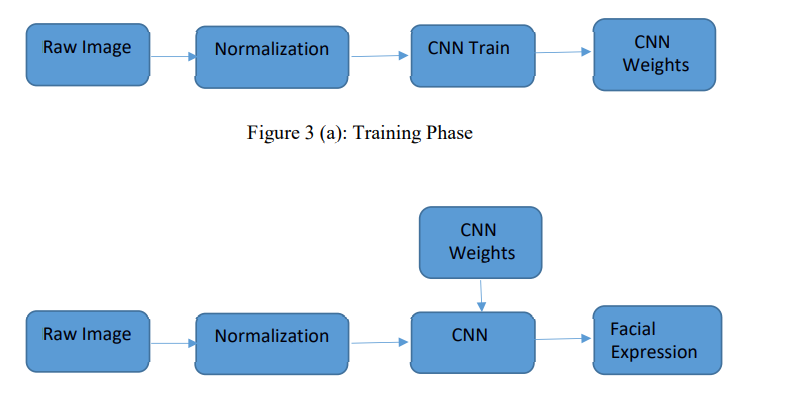 Raw Image
Normalization
CNN Train
CNN
Weights
Figure 3 (a): Training Phase
CNN
Weights
Raw Image
Normalization
CNN
Facial
Expression